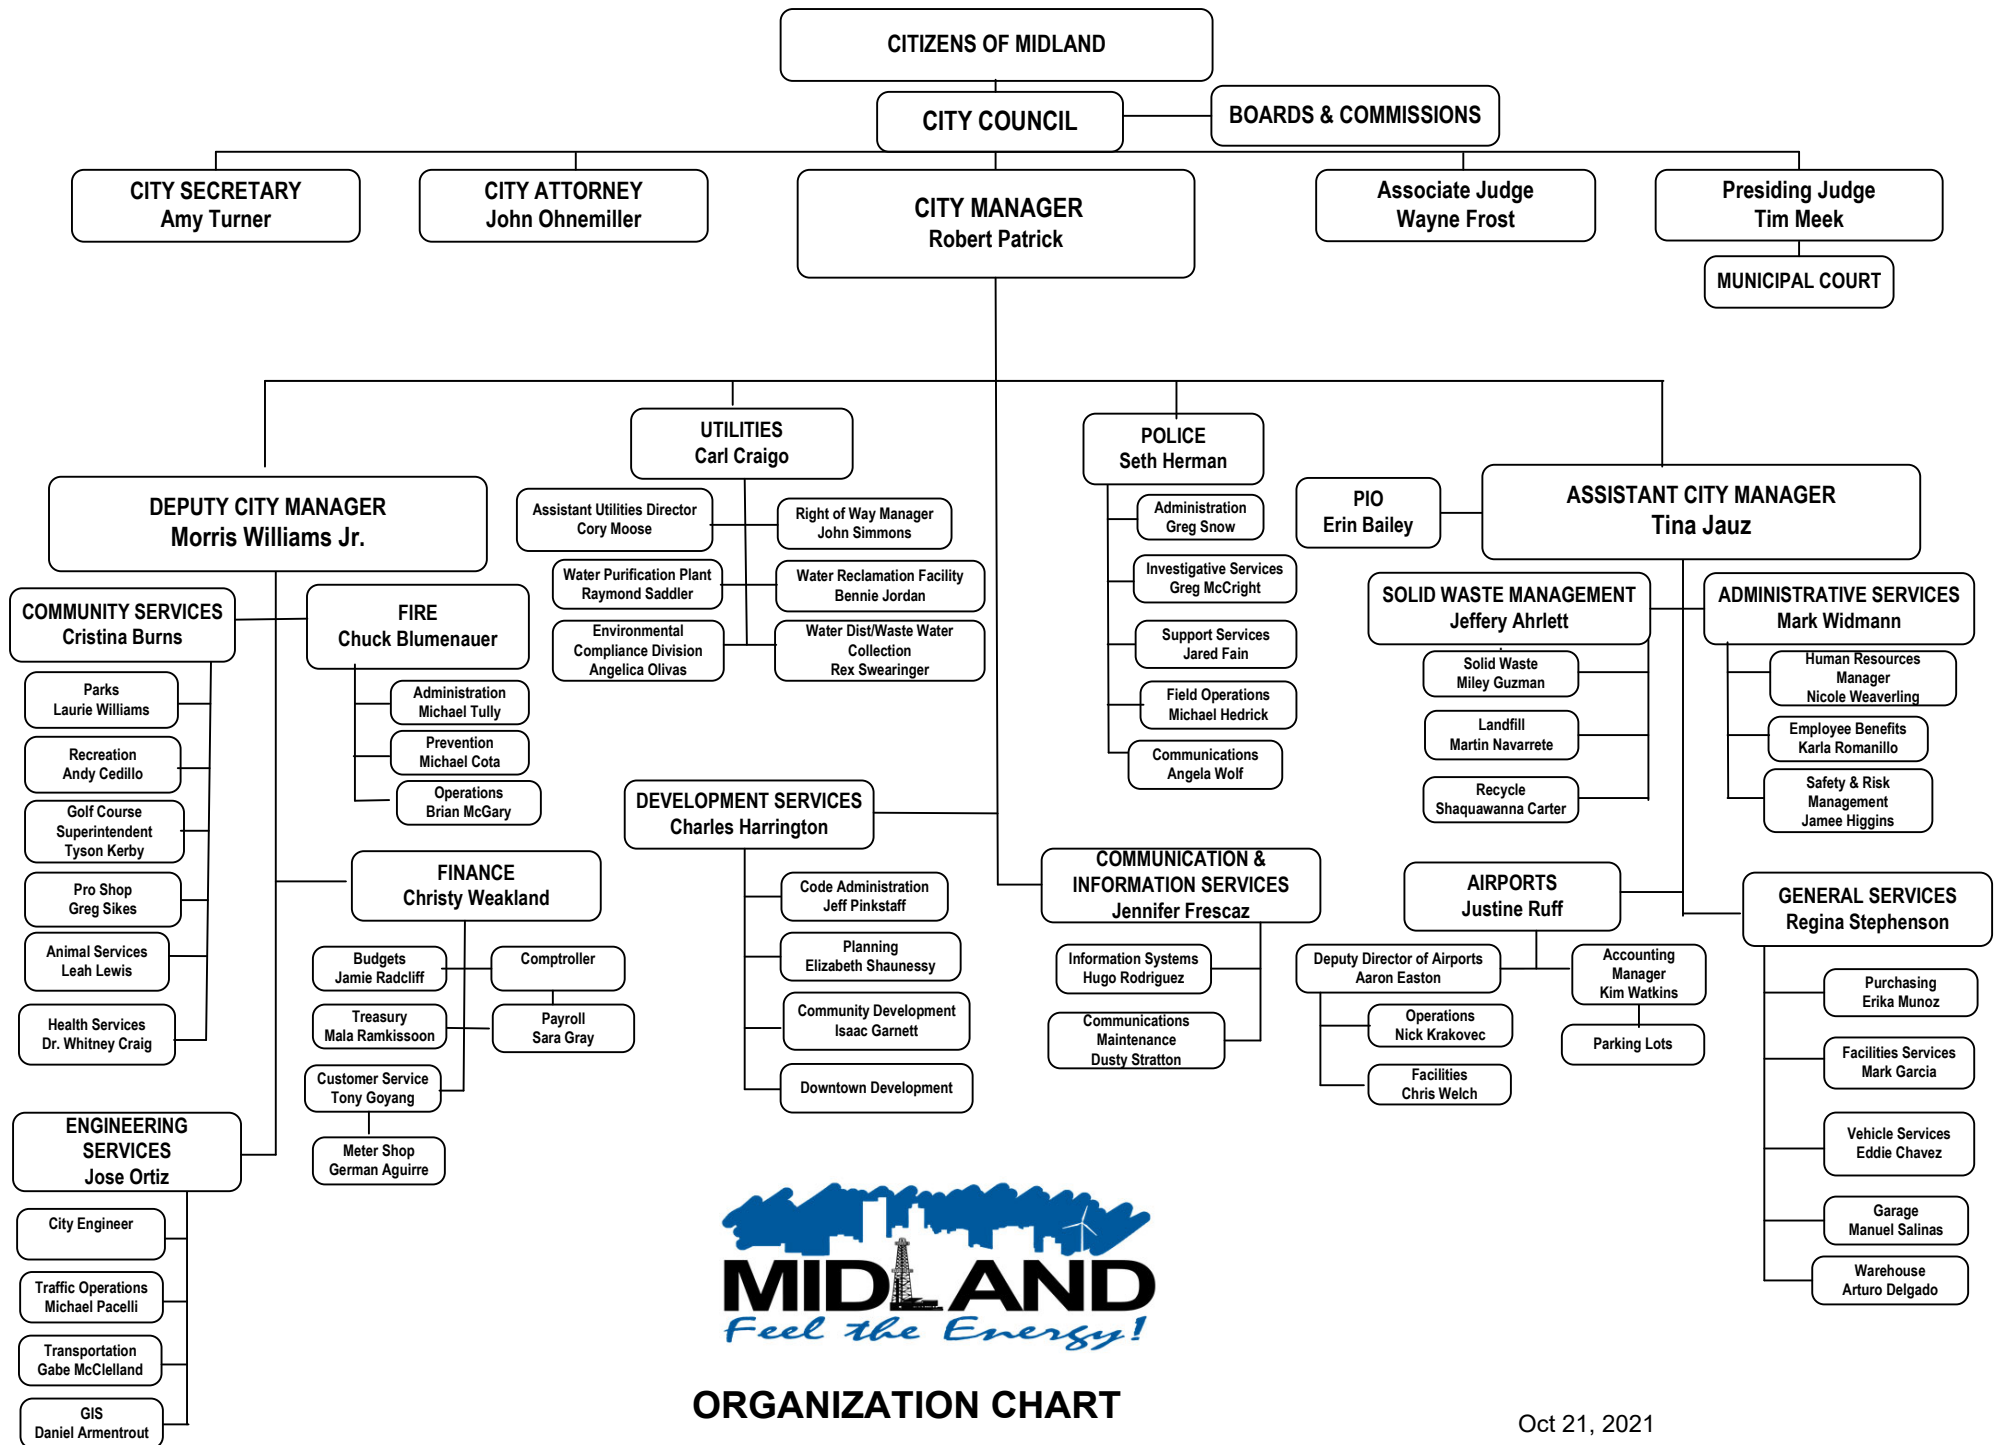 CITIZENS OF MIDLAND
CITY COUNCIL
BOARDS & COMMISSIONS
CITY SECRETARY
Amy Turner
CITY ATTORNEY
John Ohnemiller
CITY MANAGER
Robert Patrick
Associate Judge
Wayne Frost
Presiding Judge
Tim Meek
MUNICIPAL COURT
DEPUTY CITY MANAGER
Morris Williams Jr.
COMMUNITY SERVICES
Cristina Burns
Parks
Laurie Williams
Recreation
Andy Cedillo
Golf Course
Superintendent
Tyson Kerby
Pro Shop
Greg Sikes
Animal Services
Leah Lewis
Health Services
Dr. Whitney Craig
FIRE
Chuck Blumenauer
Administration
Michael Tully
Prevention
Michael Cota
Operations
Brian McGary
FINANCE
Christy Weakland
Budgets
Jamie Radcliff
Comptroller
Treasury
Mala Ramkissoon
Payroll
Sara Gray
Customer Service
Tony Goyang
Meter Shop
German Aguirre
ENGINEERING
SERVICES
Jose Ortiz
City Engineer
Traffic Operations
Michael Pacelli
Transportation
Gabe McClelland
GIS
Daniel Armentrout
UTILITIES
Carl Craigo
Assistant Utilities Director
Cory Moose
Right of Way Manager
John Simmons
Water Purification Plant
Raymond Saddler
Water Reclamation Facility
Bennie Jordan
Environmental
Compliance Division
Angelica Olivas
Water Dist/Waste Water
Collection
Rex Swearinger
DEVELOPMENT SERVICES
Charles Harrington
Code Administration
Jeff Pinkstaff
Planning
Elizabeth Shaunessy
Community Development
Isaac Garnett
Downtown Development
POLICE
Seth Herman
Administration
Greg Snow
Investigative Services
Greg McCright
Support Services
Jared Fain
Field Operations
Michael Hedrick
Communications
Angela Wolf
COMMUNICATION &
INFORMATION SERVICES
Jennifer Frescaz
Information Systems
Hugo Rodriguez
Communications
Maintenance
Dusty Stratton
PIO
Erin Bailey
ASSISTANT CITY MANAGER
Tina Jauz
SOLID WASTE MANAGEMENT
Jeffery Ahrlett
Solid Waste
Miley Guzman
Landfill
Martin Navarrete
Recycle
Shaquawanna Carter
ADMINISTRATIVE SERVICES
Mark Widmann
Human Resources
Manager
Nicole Weaverling
Employee Benefits
Karla Romanillo
Safety & Risk
Management
Jamee Higgins
AIRPORTS
Justine Ruff
Deputy Director of Airports
Aaron Easton
Operations
Nick Krakovec
Facilities
Chris Welch
Accounting
Manager
Kim Watkins
Parking Lots
GENERAL SERVICES
Regina Stephenson
Purchasing
Erika Munoz
Facilities Services
Mark Garcia
Vehicle Services
Eddie Chavez
Garage
Manuel Salinas
Warehouse
Arturo Delgado
MIDLAND
Feel the Energy!
ORGANIZATION CHART
Oct 21, 2021